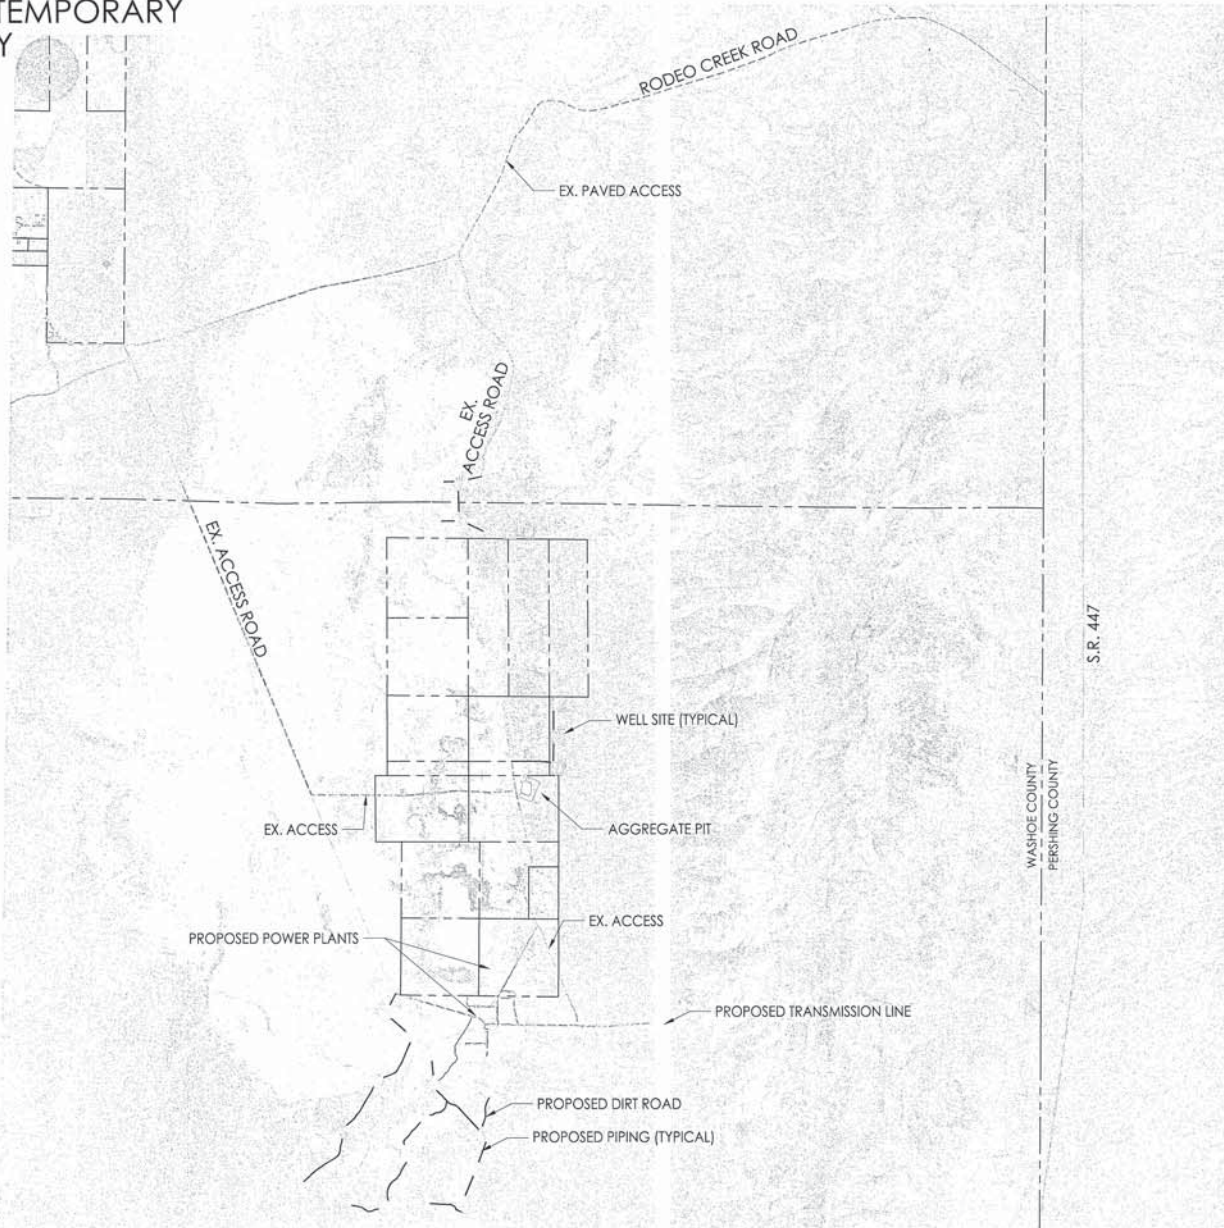 TEMPORARY
Y
RODEO CREEK ROAD
EX. PAVED ACCESS
EX.
ACCESS ROAD
EX. ACCESS ROAD
S.R. 447
WELL SITE (TYPICAL)
WASHOE COUNTY
PERSHING COUNTY
EX. ACCESS
AGGREGATE PIT
EX. ACCESS
PROPOSED POWER PLANTS
PROPOSED TRANSMISSION LINE
PROPOSED DIRT ROAD
PROPOSED PIPING (TYPICAL)